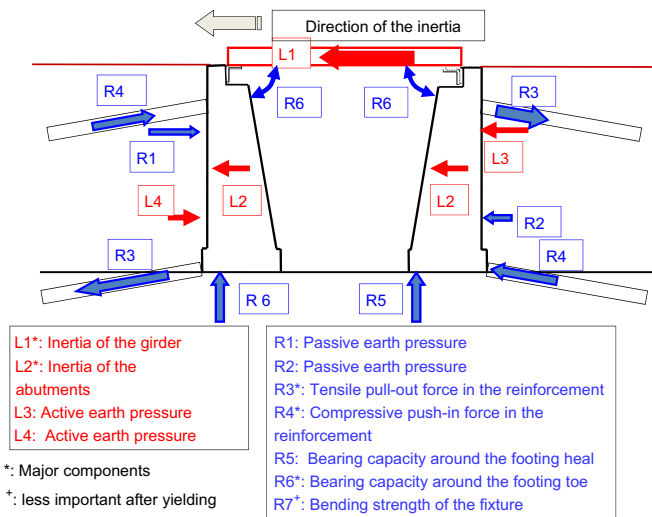 Direction of the inertia
L1
R4
R6
R6
R3
R1
L3
L4
L2
L2
R2
R3
R4
R 6
R5
L1*: Inertia of the girder
L2*: Inertia of the
abutments
L3: Active earth pressure
L4: Active earth pressure
*: Major components
+: less important after yielding
R1: Passive earth pressure
R2: Passive earth pressure
R3*: Tensile pull-out force in the reinforcement
R4*: Compressive push-in force in the
reinforcement
R5: Bearing capacity around the footing heal
R6*: Bearing capacity around the footing toe
R7+: Bending strength of the fixture